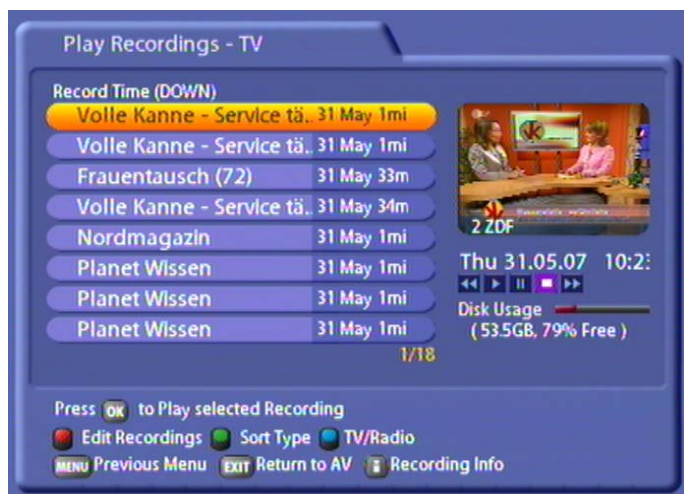 Play Recordings - TV
Record Time (DOWN)
Volle Kanne - Service tä.. 31 May 1mi
Volle Kanne - Service tä.. 31 May 1mi
Frauentausch (72) 31 May 33m
Volle Kanne - Service tä.. 31 May 34m
Nordmagazin 31 May 1mi
Planet Wissen 31 May 1mi
Planet Wissen 31 May 1mi
Planet Wissen 31 May 1mi
1/18
2 ZDF
Thu 31.05.07 10:2
Disk Usage
( 53.5GB, 79% Free )
Press OK to Play selected Recording
Edit Recordings Sort Type TV/Radio
MENU Previous Menu EXIT Return to AV i Recording Info